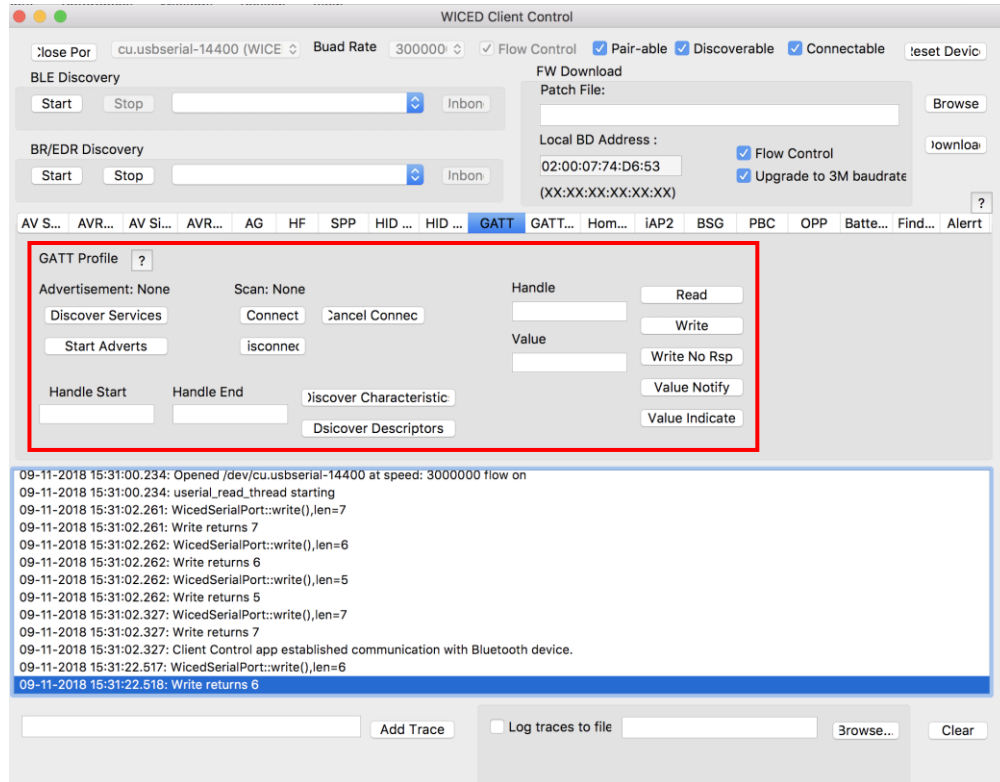 WICED Client Control
:lose Por cu.usbserial-14400 (WICE Buad Rate 300000 Flow Control Pair-able Discoverable Connectable !eset Devic
BLE Discovery
Start Stop Inbon
FW Download
Patch File:
Browse
Local BD Address :
02:00:07:74:D6:53
(XX:XX:XX:XX:XX:XX)
Flow Control
Upgrade to 3M baudrate
ownloa
BR/EDR Discovery
Start Stop Inbon
?
AV S... AVR... AV Si... AVR... AG HF SPP HID ... HID ... GATT GATT... Hom... iAP2 BSG PBC OPP Batte... Find... Alerrt
GATT Profile ?
Advertisement: None Scan: None
Discover Services Connect Cancel Connec
Start Adverts isconnec
Handle Start Handle End Discover Characteristic
Dsicover Descriptors
Handle
Value
Read
Write
Write No Rsp
Value Notify
Value Indicate
09-11-2018 15:31:00.234: Opened /dev/cu.usbserial-14400 at speed: 3000000 flow on
09-11-2018 15:31:00.234: userial_read_thread starting
09-11-2018 15:31:02.261: WicedSerialPort::write(),len=7
09-11-2018 15:31:02.261: Write returns 7
09-11-2018 15:31:02.262: WicedSerialPort::write(),len=6
09-11-2018 15:31:02.262: Write returns 6
09-11-2018 15:31:02.262: WicedSerialPort::write(),len=5
09-11-2018 15:31:02.262: Write returns 5
09-11-2018 15:31:02.327: WicedSerialPort::write(),len=7
09-11-2018 15:31:02.327: Write returns 7
09-11-2018 15:31:02.327: Client Control app established communication with Bluetooth device.
09-11-2018 15:31:22.517: WicedSerialPort::write(),len=6
09-11-2018 15:31:22.518: Write returns 6
Add Trace Log traces to file Browse... Clear